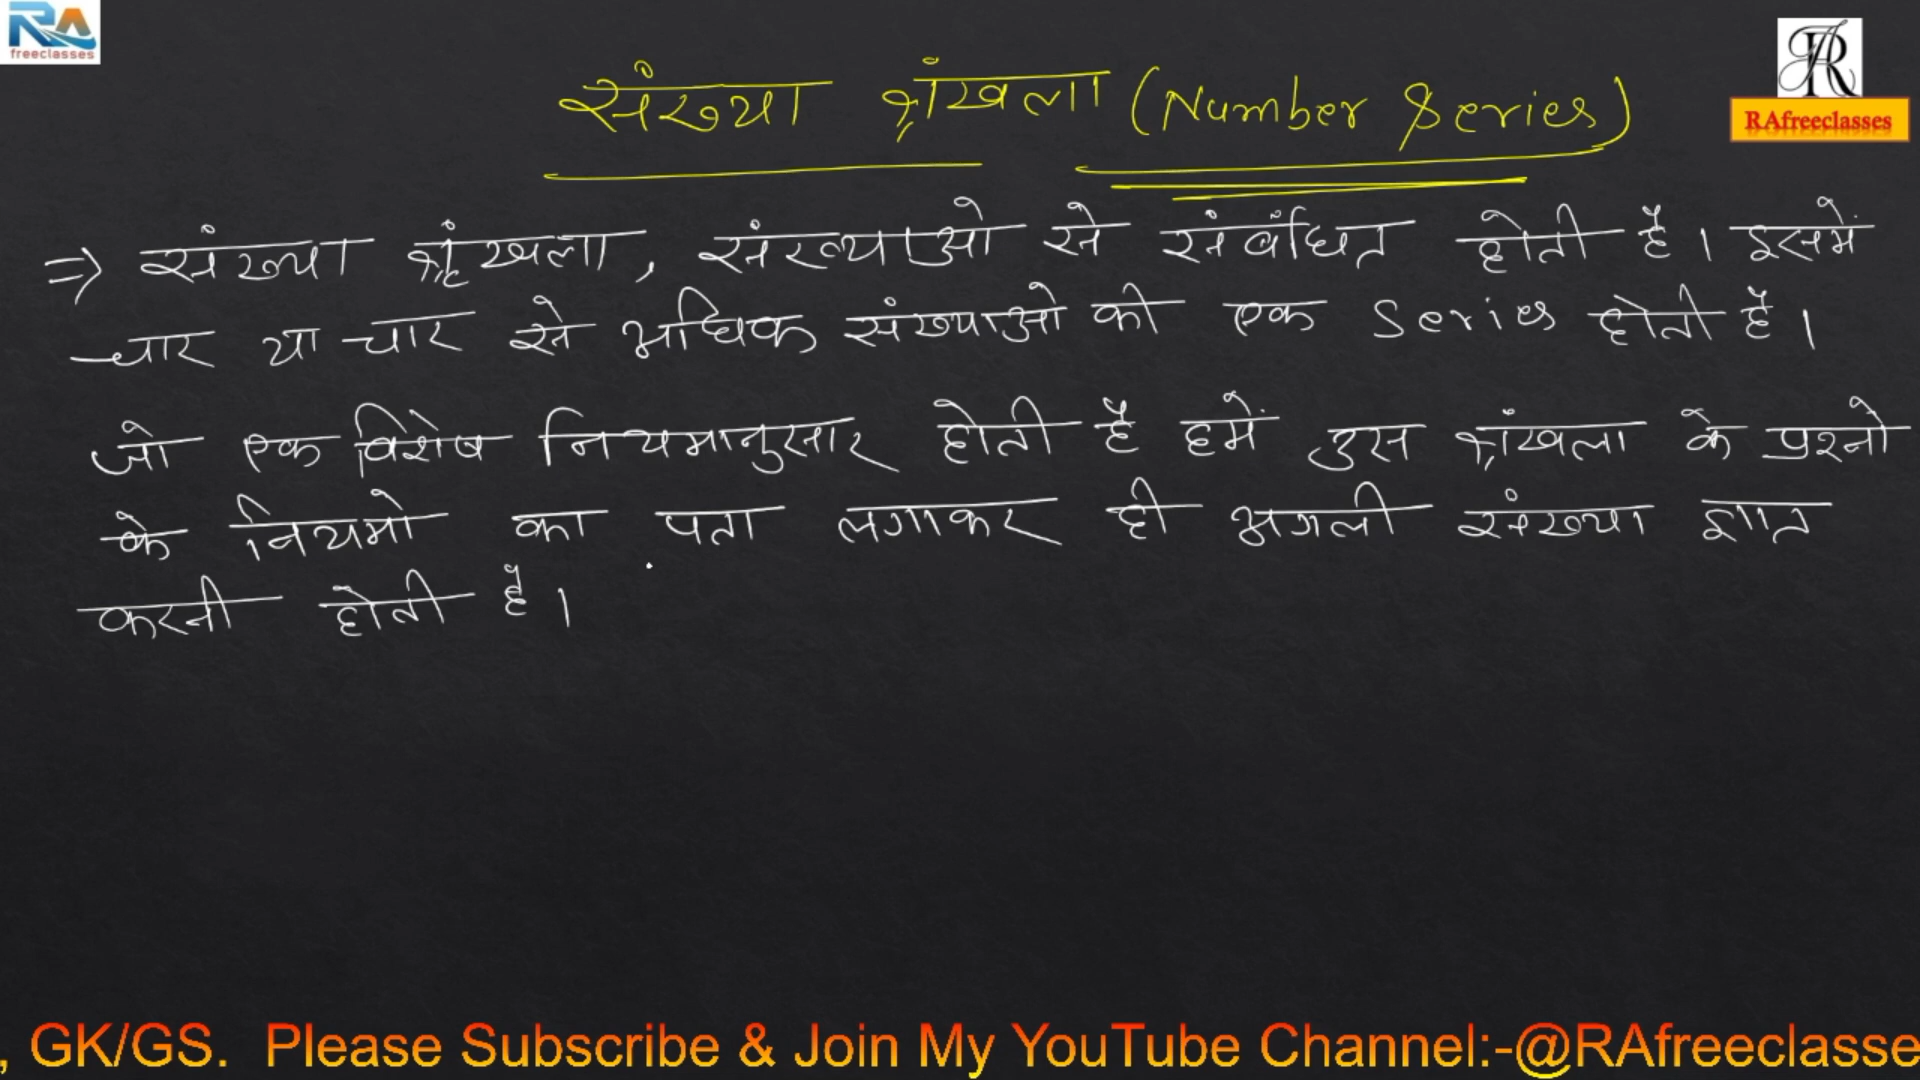 RA
freeclasses
AR
RAfreeclasses
संख्या श्रंखला (Number Series)
⇒ संख्या श्रृंखला, संख्याओ से संबंधित होती है। इसमें
चार या चार से अधिक संख्याओ की एक Series होती है।
जो एक विशेष नियमानुसार होती है हमें उस श्रंखला के प्रश्नो
के नियमो का पता लगाकर ही अगली संख्या ज्ञात
करनी होती है।
, GK/GS. Please Subscribe & Join My YouTube Channel:-@RAfreeclasse